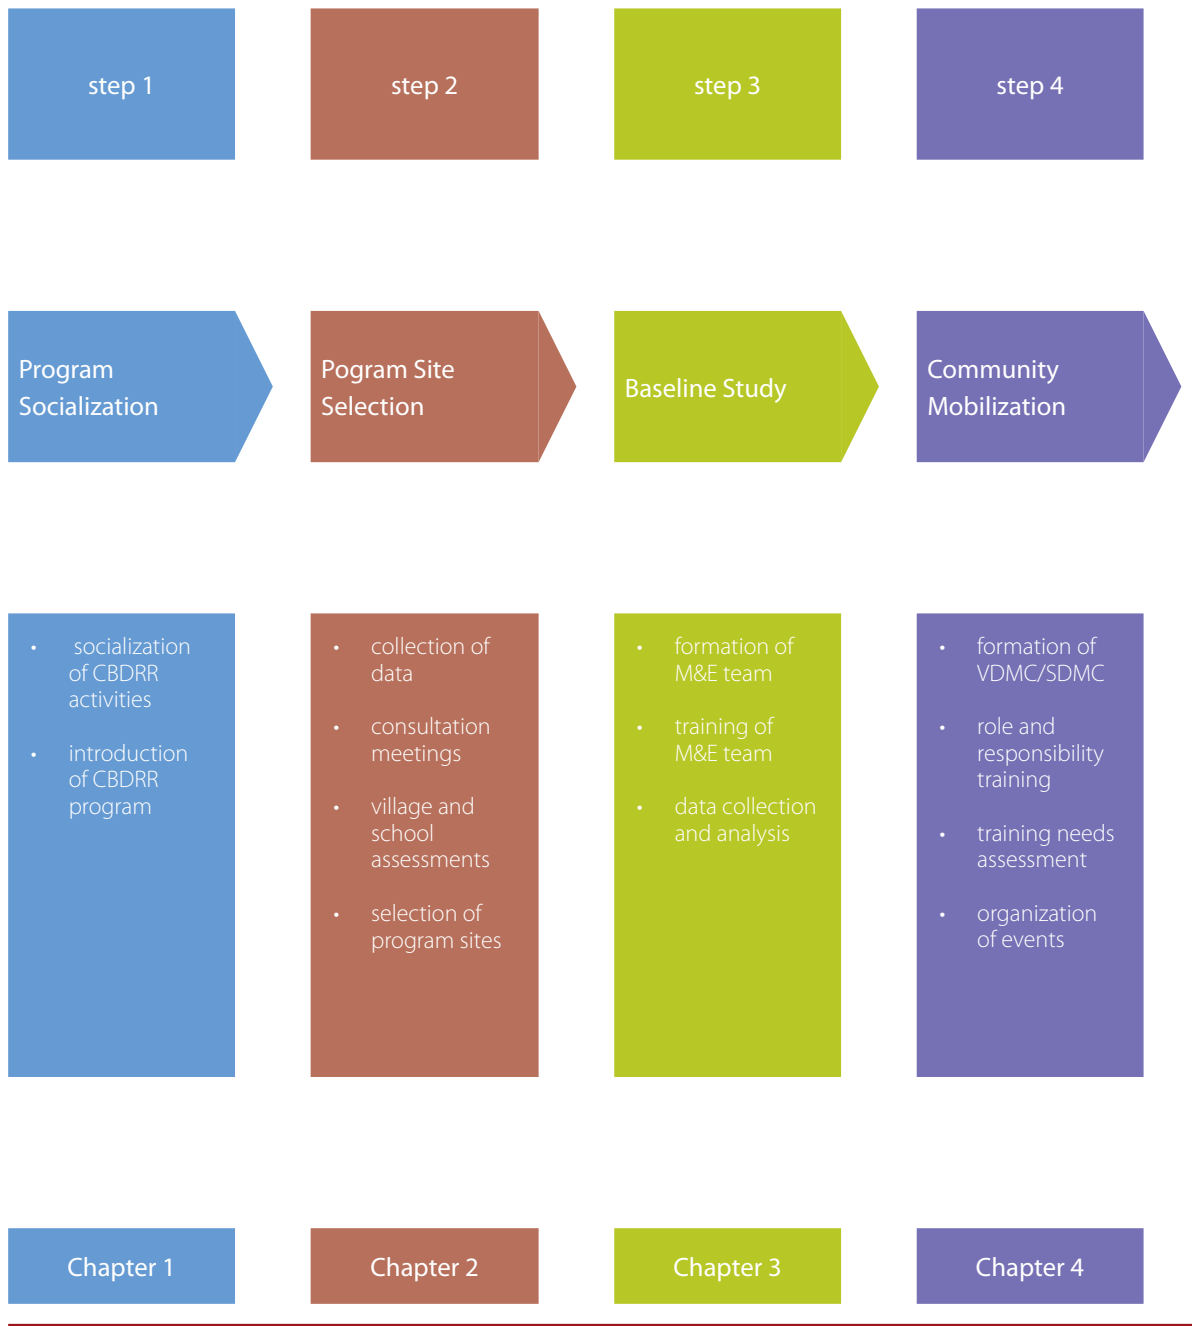 step 1
step 2
step 3
step 4
Program
Socialization
Pogram Site
Selection
Baseline Study
Community
Mobilization
• socialization
of CBDRR
activities
• introduction
of CBDRR
program
• collection of
data
• consultation
meetings
• village and
school
assessments
• selection of
program sites
• formation of
M&E team
• training of
M&E team
• data collection
and analysis
• formation of
VDMC/SDMC
• role and
responsibility
training
• training needs
assessment
• organization
of events
Chapter 1
Chapter 2
Chapter 3
Chapter 4